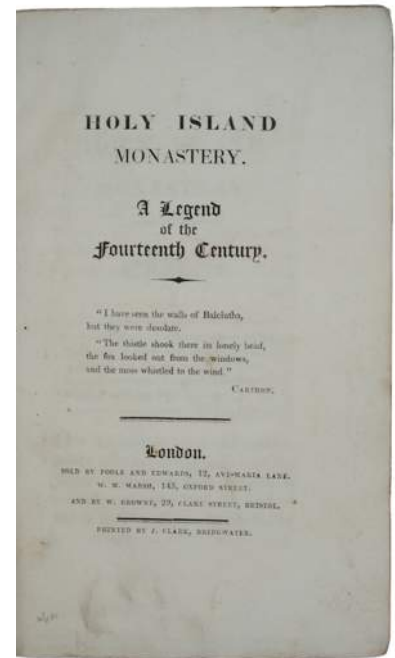 HOLY ISLAND
MONASTERY.
A Legend
of the
Fourteenth Century.
"I have seen the walls of Balclutha,
but they were desolate.
"The thistle shook there its lonely head,
the fox looked out from the windows,
and the moss whistled to the wind."
CARTHON.
London.
SOLD BY POOLE AND EDWARDS, 12, AVE-MARIA LANE.
W. M. MARSH, 145, OXFORD STREET.
AND BY W. BROWNE, 29, CLARE STREET, BRISTOL.
PRINTED BY J. CLARK, BRIDGWATER.